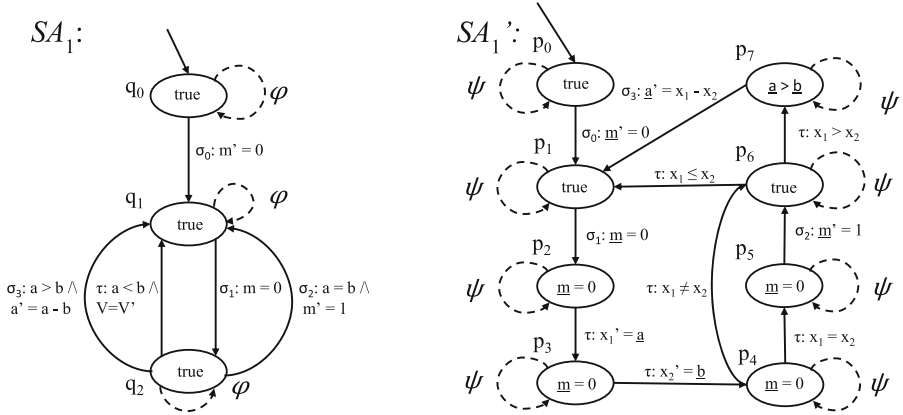 SA₁:
q₀
true
φ
σ₀: m' = 0
q₁
φ
true
σ₃: a > b ∧
a' = a - b
τ: a < b ∧
V=V'
σ₁: m = 0
σ₂: a = b ∧
m' = 1
true
q₂
φ
SA₁':
p₀
p₇
ψ
true
a > b
ψ
σ₃: a' = x₁ - x₂
σ₀: m' = 0
τ: x₁ > x₂
p₁
p₆
ψ
true
τ: x₁ ≤ x₂
true
ψ
σ₁: m = 0
σ₂: m' = 1
p₂
p₅
ψ
m = 0
τ: x₁ ≠ x₂
m = 0
ψ
τ: x₁' = a
τ: x₁ = x₂
p₃
p₄
ψ
m = 0
τ: x₂' = b
m = 0
ψ